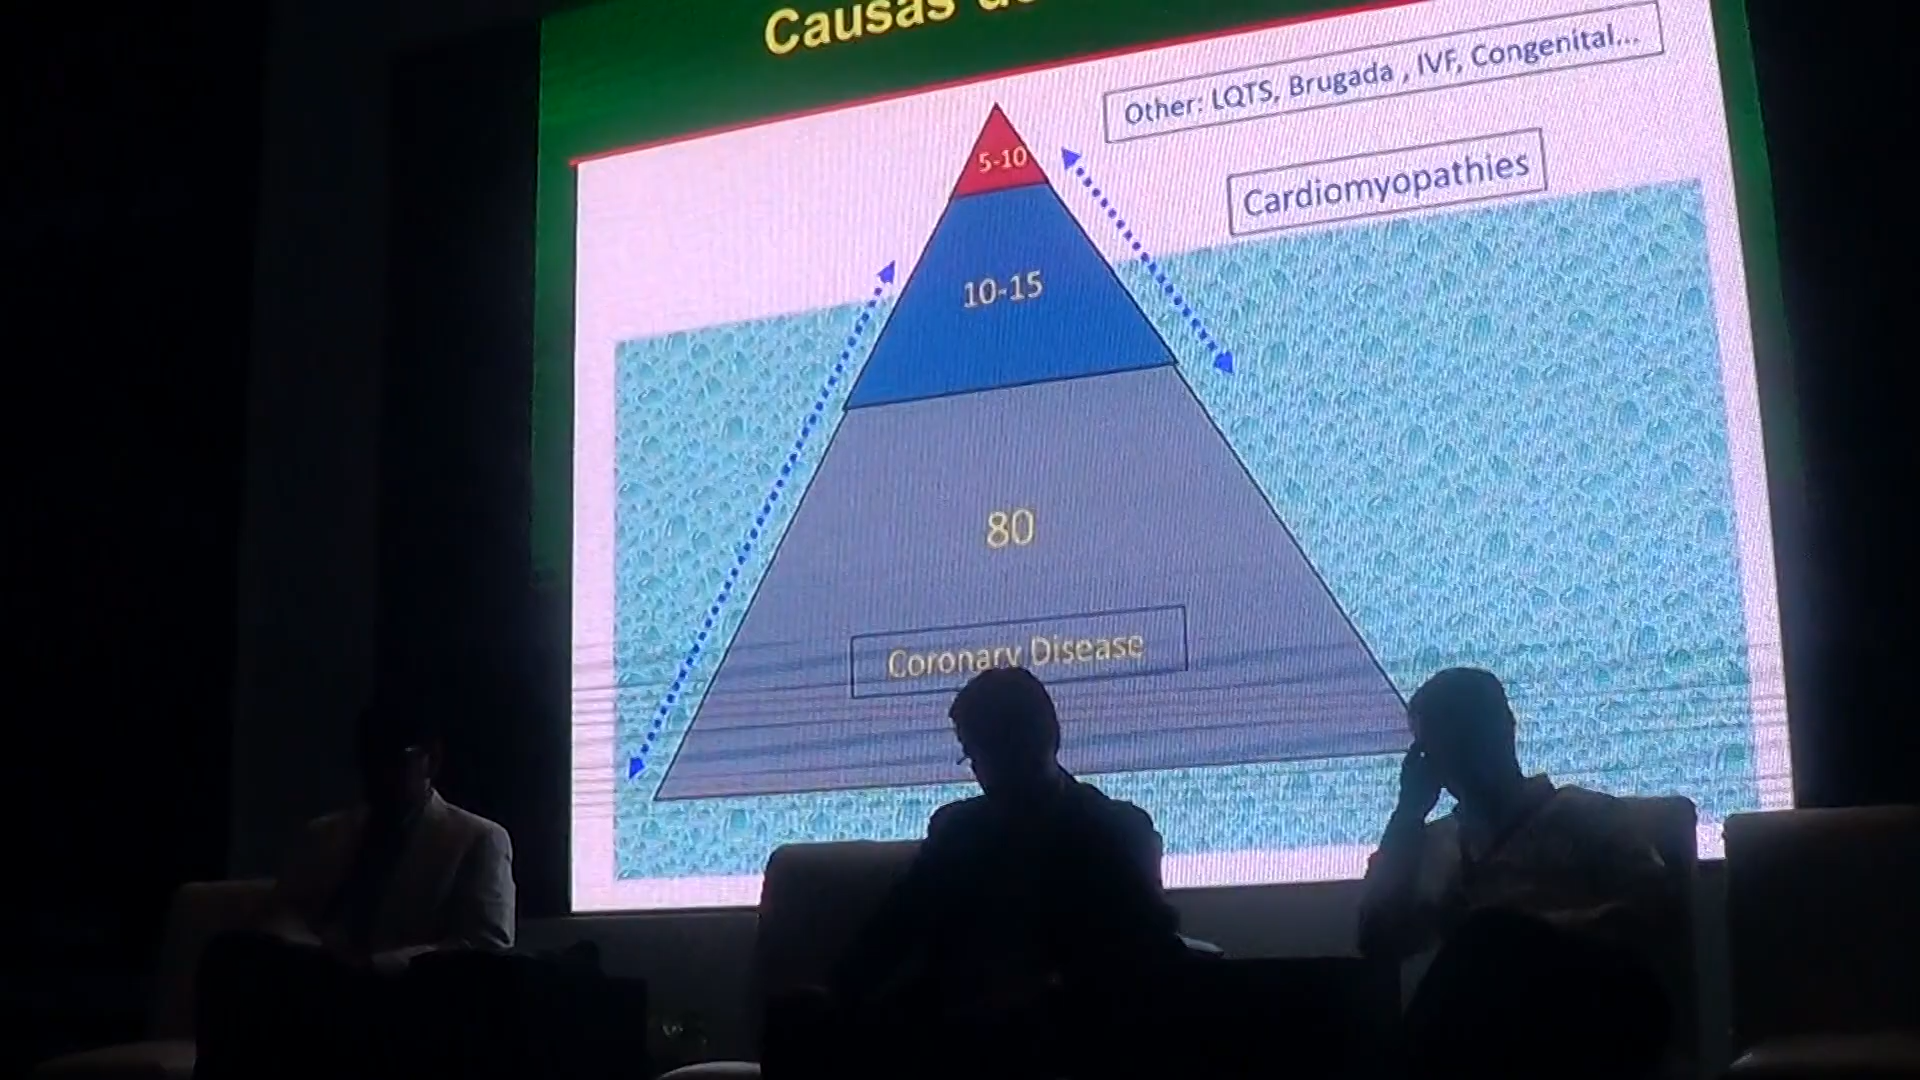 Causas
Other: LQTS, Brugada , IVF, Congenital...
5-10
Cardiomyopathies
10-15
80
Coronary Disease